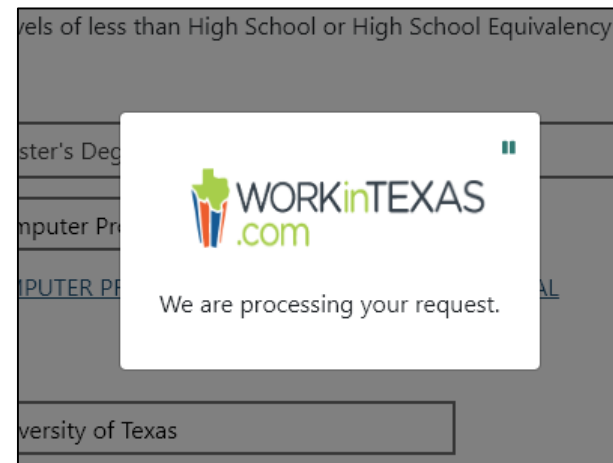 vels of less than High School or High School Equivalency
ster's Deg
WORKinTEXAS
.com
mputer Pr
MPUTER PR
AL
We are processing your request.
versity of Texas